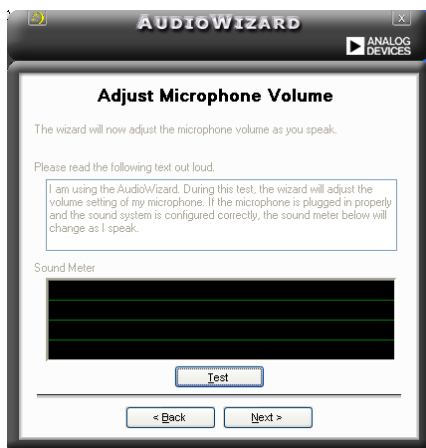 AUDIOWIZARD
X
ANALOG
DEVICES
Adjust Microphone Volume
The wizard will now adjust the microphone volume as you speak.
Please read the following text out loud.
I am using the AudioWizard. During this test, the wizard will adjust the
volume setting of my microphone. If the microphone is plugged in properly
and the sound system is configured correctly, the sound meter below will
change as I speak.
Sound Meter
Test
< Back
Next >